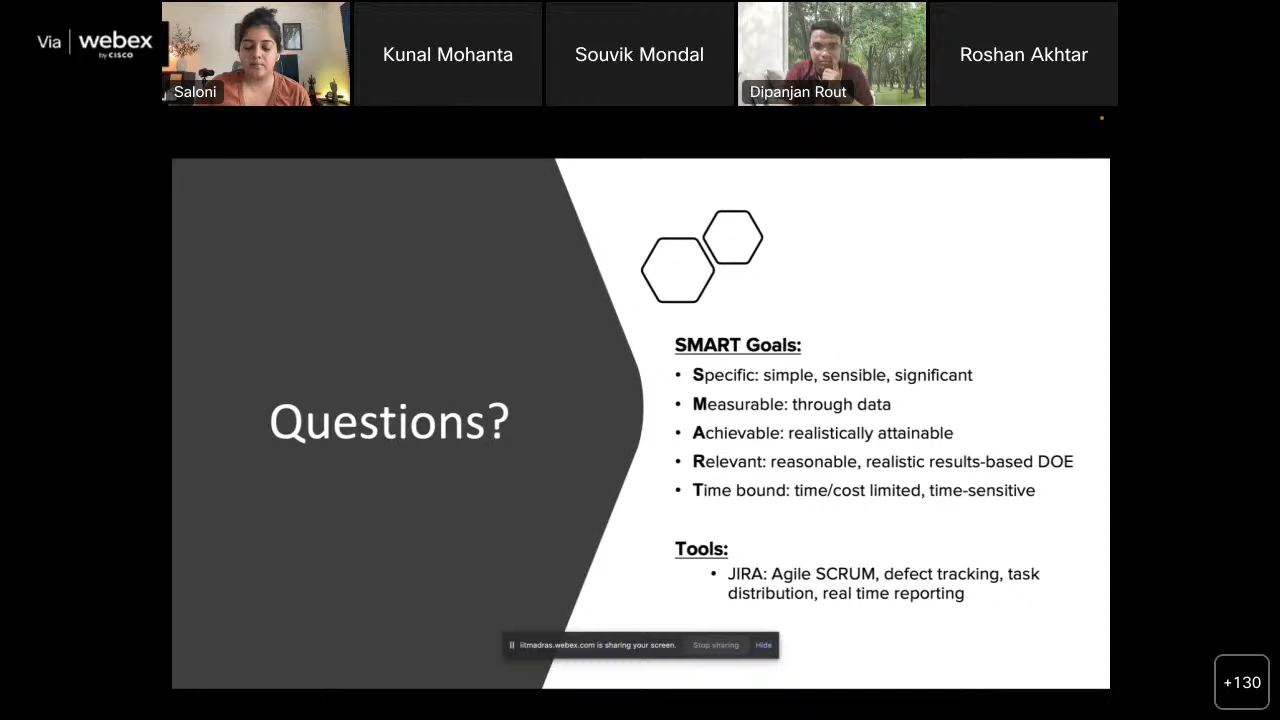 Via webex
by CISCO
Saloni
Kunal Mohanta
Souvik Mondal
Dipanjan Rout
Roshan Akhtar
Questions?
SMART Goals:
• Specific: simple, sensible, significant
• Measurable: through data
• Achievable: realistically attainable
• Relevant: reasonable, realistic results-based DOE
• Time bound: time/cost limited, time-sensitive
Tools:
• JIRA: Agile SCRUM, defect tracking, task
distribution, real time reporting
iitmadras.webex.com is sharing your screen. Stop sharing Hide
+130